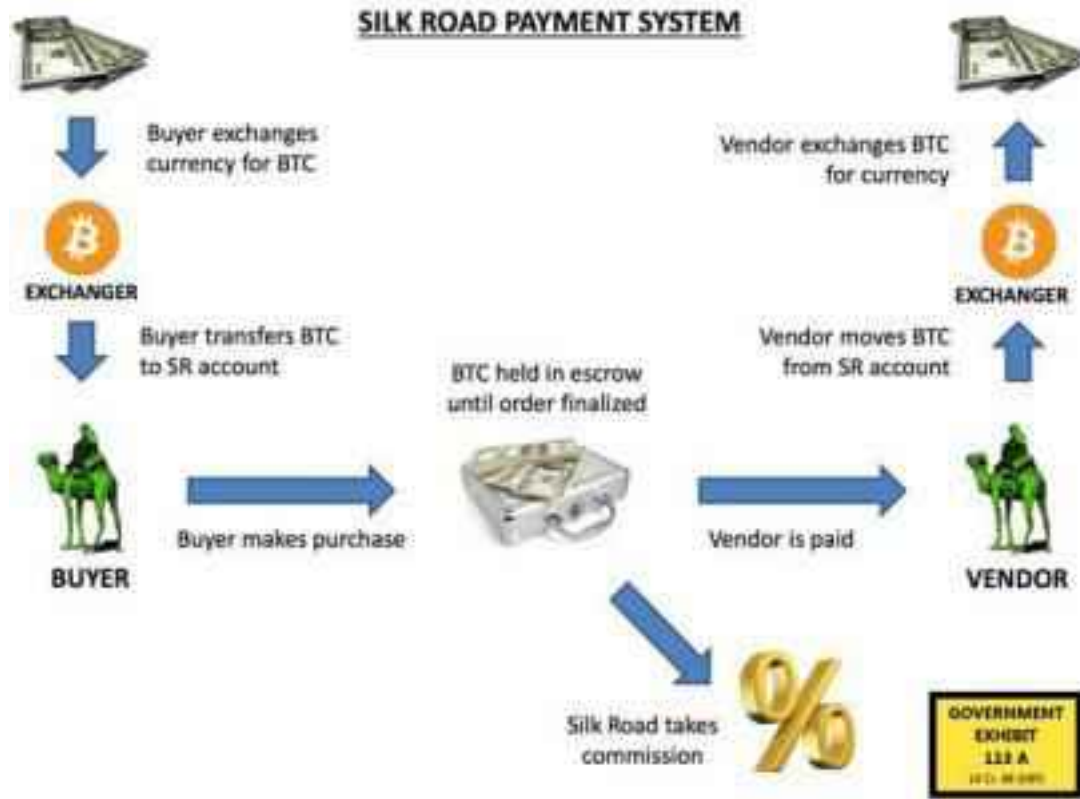 SILK ROAD PAYMENT SYSTEM
Buyer exchanges
currency for BTC
Vendor exchanges BTC
for currency
EXCHANGER
EXCHANGER
Buyer transfers BTC
to SR account
Vendor moves BTC
from SR account
BTC held in escrow
until order finalized
Buyer makes purchase
Vendor is paid
BUYER
VENDOR
Silk Road takes
commission
GOVERNMENT
EXHIBIT
A